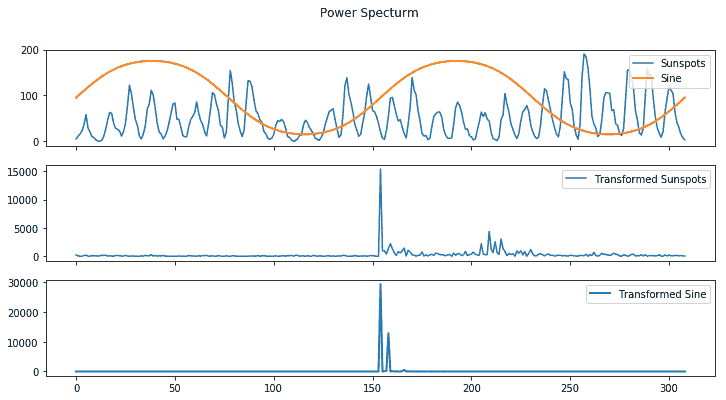 Power Specturm
200
100
0
Sunspots
Sine
15000
10000
5000
0
Transformed Sunspots
30000
20000
10000
0
Transformed Sine
0 50 100 150 200 250 300